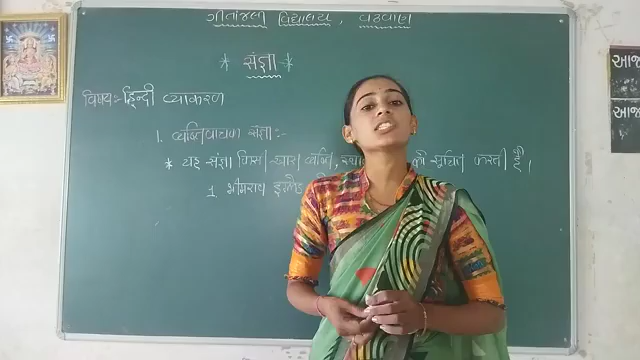 ગીતાંજલી વિદ્યાલય, વઢવાણ
* संज्ञा *
विषय:- हिन्दी व्याकरण
1. व्यक्तिवाचक संज्ञा :-
* यह संज्ञा किसी खास व्यक्ति, को सूचित करती है।
1. भीमराव
આજ
આજ